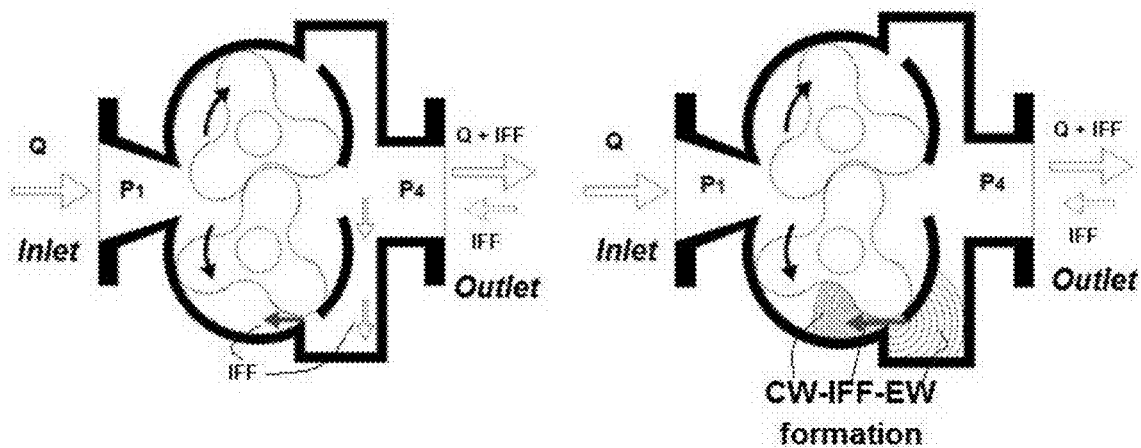 Q
P1
Inlet
Q + IFF
P4
IFF
Outlet
IFF
Q
P1
Inlet
Q + IFF
P4
IFF
Outlet
CW-IFF-EW
formation